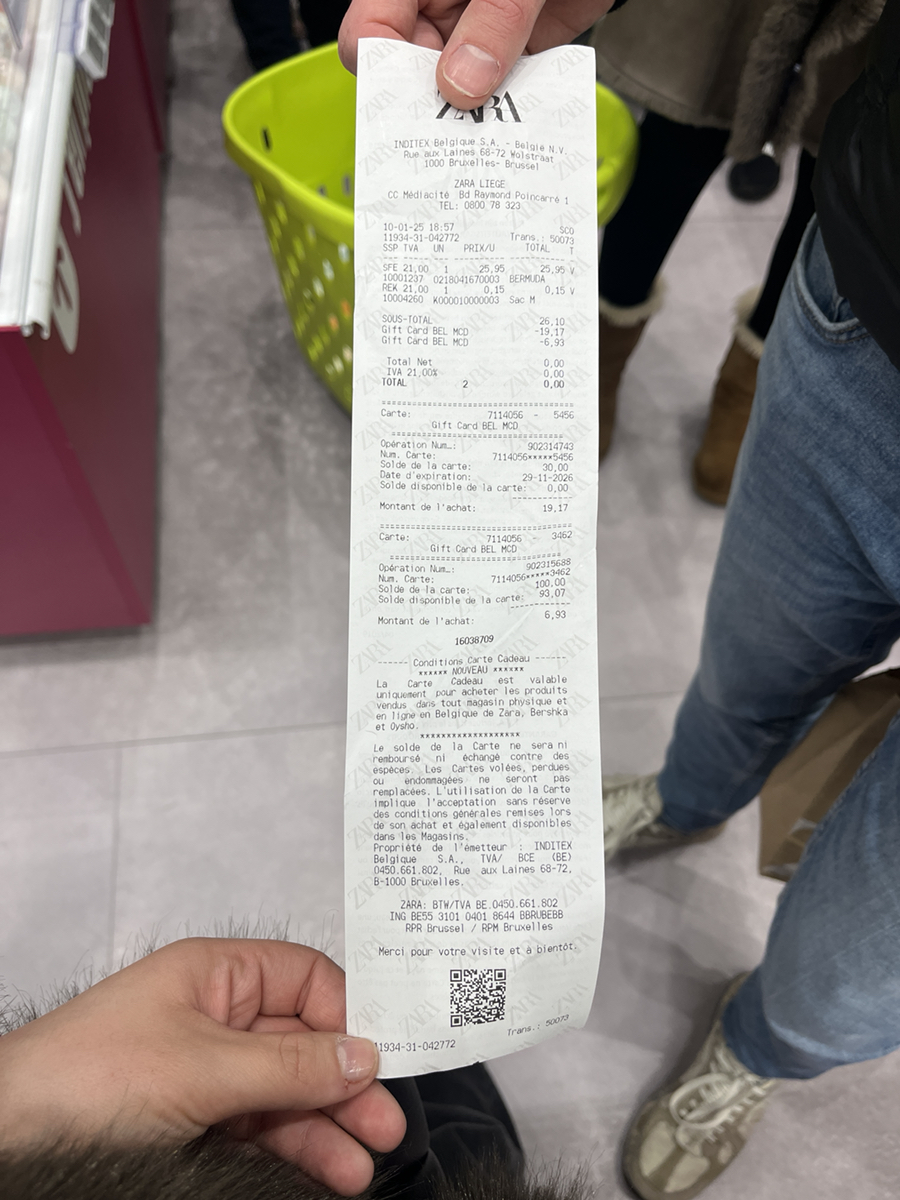 ZARA
INDITEX Belgique S.A. - Belgie N.V.
Rue aux Laines 68-72 Wolstraat
1000 Bruxelles- Brussel
ZARA LIEGE
CC Médiacité Bd Raymond Poincarré 1
TEL: 0800 78 323
10-01-25 18:57 SCO
11934-31-042772 Trans.: 50073
SSP TVA UN PRIX/U TOTAL T
SFE 21,00 1 25,95 25,95 V
10001237 0218041670003 BERMUDA
REK 21,00 1 0,15 0,15 V
10004260 K000010000003 Sac M
SOUS-TOTAL 26,10
Gift Card BEL MCD -19,17
Gift Card BEL MCD -6,93
Total Net 0,00
IVA 21,00% 0,00
TOTAL 2 0,00
Carte: 7114056 - 5456
Gift Card BEL MCD
Opération Num.: 902314743
Num. Carte: 7114056*****5456
Solde de la carte: 30,00
Date d'expiration: 29-11-2026
Solde disponible de la carte: 0,00
Montant de l'achat: 19,17
Carte: 7114056 - 3462
Gift Card BEL MCD
Opération Num.: 902315688
Num. Carte: 7114056*****3462
Solde de la carte: 100,00
Solde disponible de la carte: 93,07
Montant de l'achat: 6,93
16038709
------ Conditions Carte Cadeau ------
****** NOUVEAU ******
La Carte Cadeau est valable
uniquement pour acheter les produits
vendus dans tout magasin physique et
en ligne en Belgique de Zara, Bershka
et Oysho.
*******************
Le solde de la Carte ne sera ni
remboursé ni échangé contre des
espèces. Les Cartes volées, perdues
ou endommagées ne seront pas
remplacées. L'utilisation de la Carte
implique l'acceptation sans réserve
des conditions générales remises lors
de son achat et également disponibles
dans les Magasins.
Propriété de l'émetteur : INDITEX
Belgique S.A., TVA/ BCE (BE)
0450.661.802, Rue aux Laines 68-72,
B-1000 Bruxelles.
ZARA: BTW/TVA BE.0450.661.802
ING BE55 3101 0401 8644 BBRUBEBB
RPR Brussel / RPM Bruxelles
Merci pour votre visite et à bientôt.
Trans.: 50073
11934-31-042772